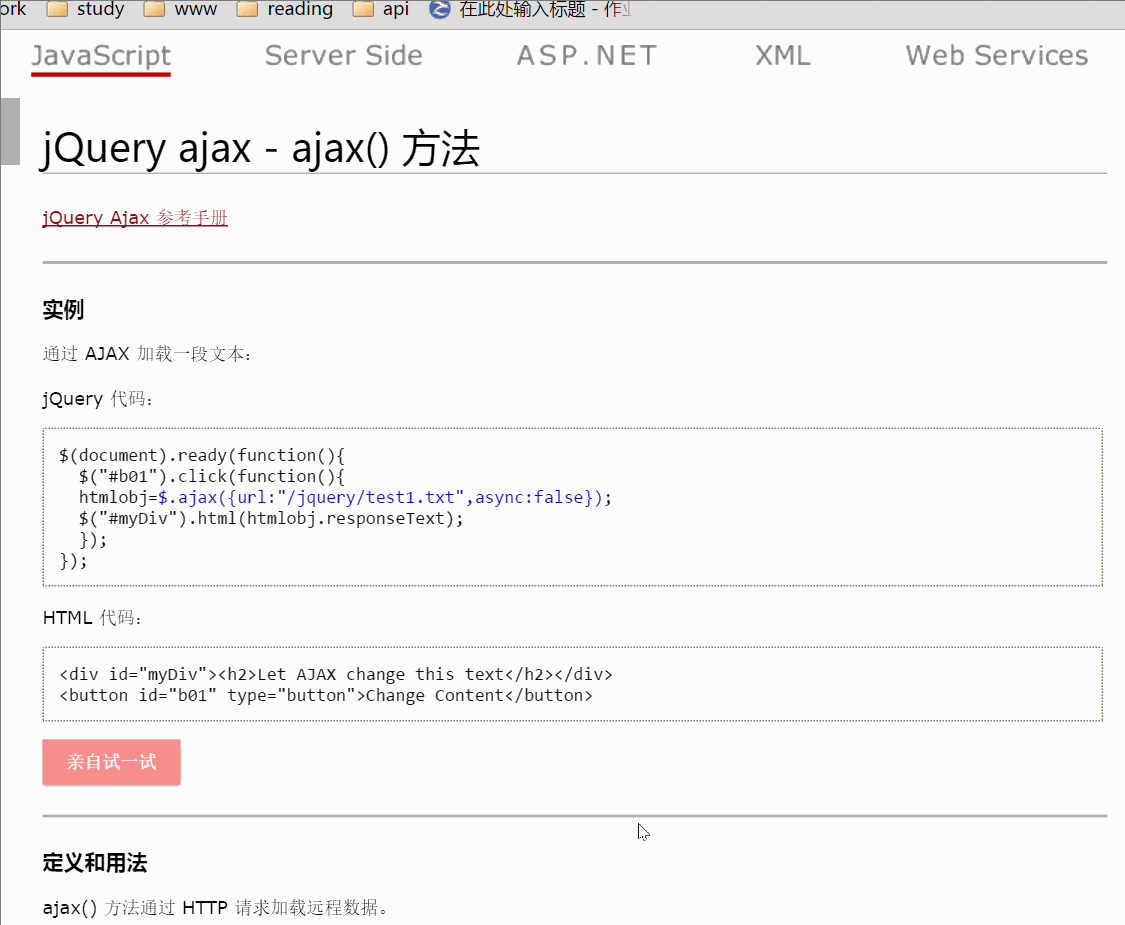 ork study www reading api 在此处输入标题 - 作业
JavaScript Server Side ASP.NET XML Web Services
jQuery ajax - ajax() 方法
jQuery Ajax 参考手册
实例
通过 AJAX 加载一段文本：
jQuery 代码：
$(document).ready(function(){
  $("#b01").click(function(){
  htmlobj=$.ajax({url:"/jquery/test1.txt",async:false});
  $("#myDiv").html(htmlobj.responseText);
  });
});
HTML 代码：
<div id="myDiv"><h2>Let AJAX change this text</h2></div>
<button id="b01" type="button">Change Content</button>
亲自试一试
定义和用法
ajax() 方法通过 HTTP 请求加载远程数据。